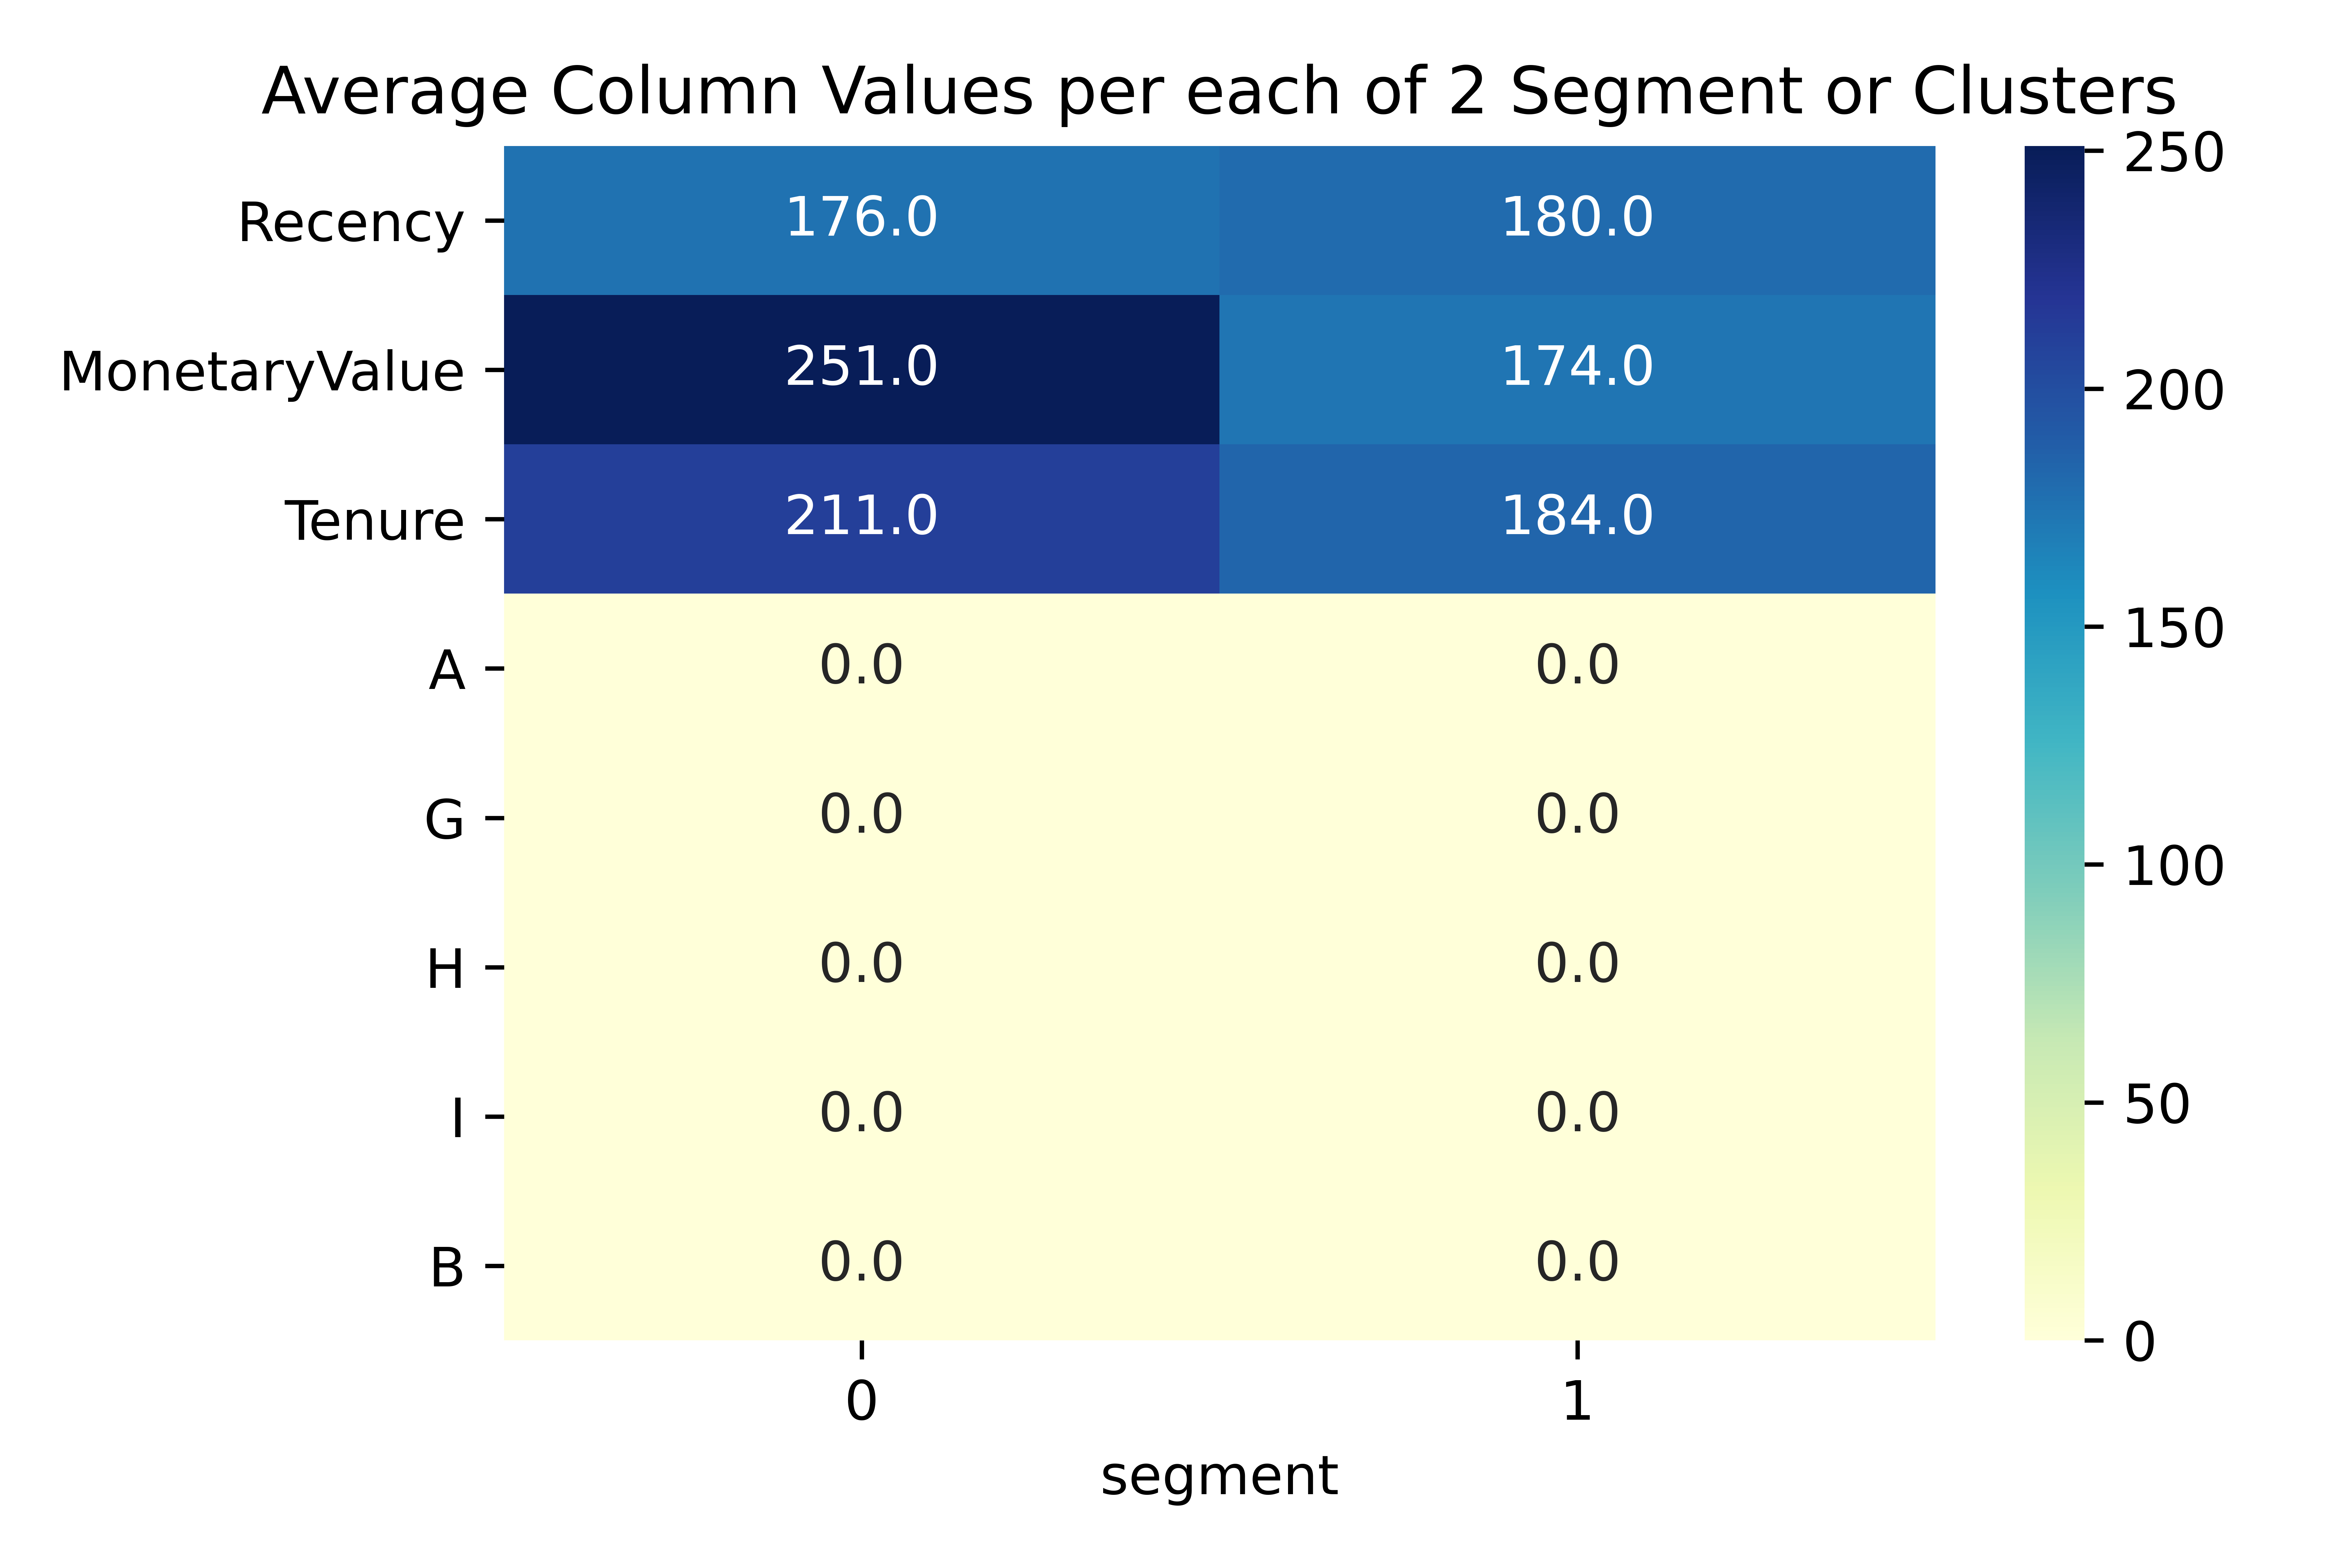 Average Column Values per each of 2 Segment or Clusters
Recency 176.0 180.0
MonetaryValue 251.0 174.0
Tenure 211.0 184.0
A 0.0 0.0
G 0.0 0.0
H 0.0 0.0
I 0.0 0.0
B 0.0 0.0
0 1
segment
250
200
150
100
50
0